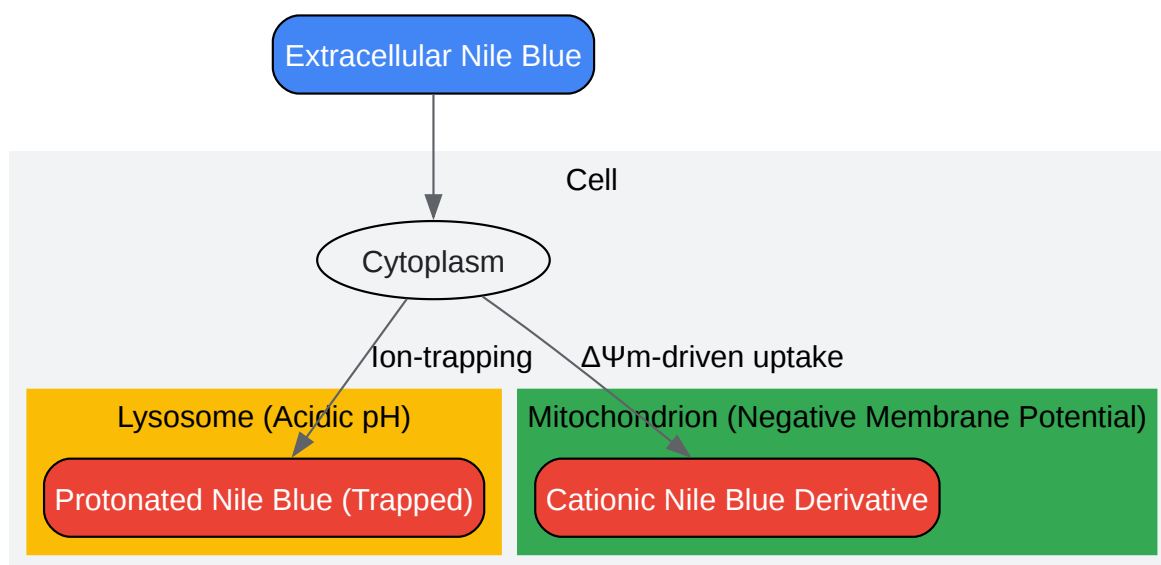 Extracellular Nile Blue
Cell
Cytoplasm
Ion-trapping
ΔΨm-driven uptake
Lysosome (Acidic pH)
Mitochondrion (Negative Membrane Potential)
Protonated Nile Blue (Trapped)
Cationic Nile Blue Derivative